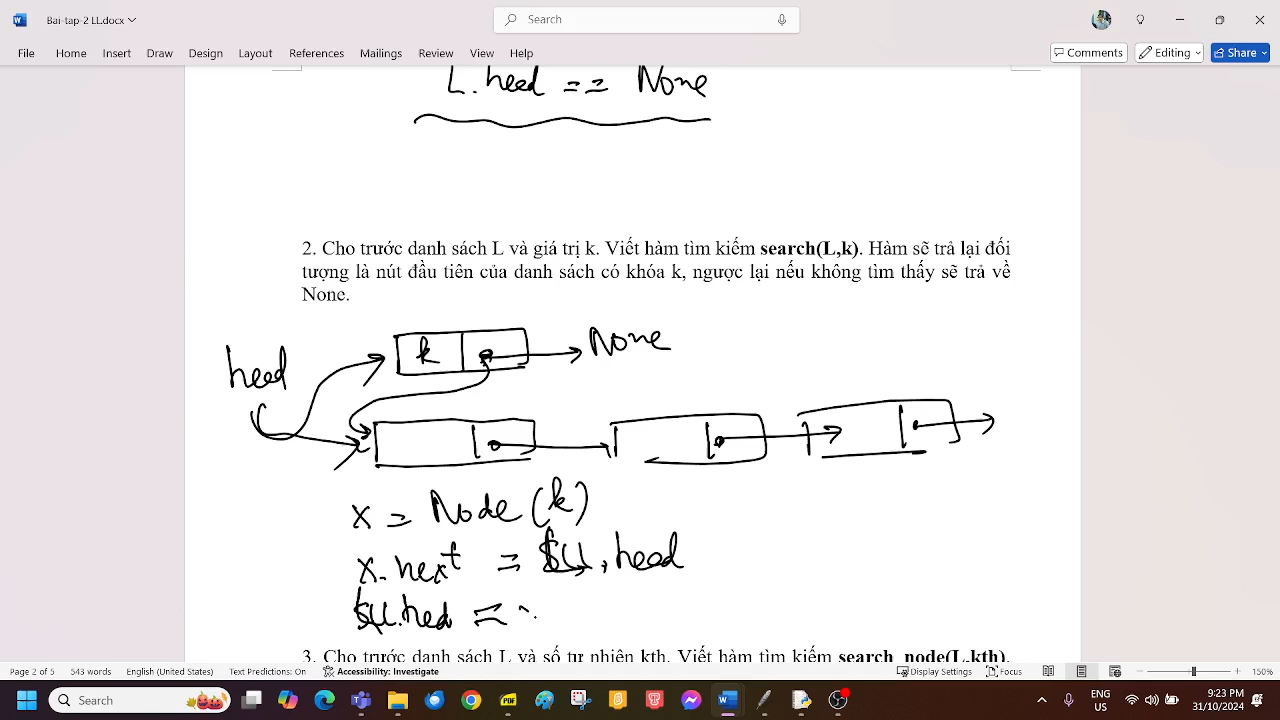 Bai-tap-2 LL.docx
Search
File Home Insert Draw Design Layout References Mailings Review View Help
Comments Editing Share
L.head == None
2. Cho trước danh sách L và giá trị k. Viết hàm tìm kiếm search(L,k). Hàm sẽ trả lại đối
tượng là nút đầu tiên của danh sách có khóa k, ngược lại nếu không tìm thấy sẽ trả về
None.
head
k
None
x = Node(k)
x.next = SLL.head
SLL.head =
3. Cho trước danh sách L và số tự nhiên kth. Viết hàm tìm kiếm search_node(L,kth).
Page 2 of 5 543 words English (U.S.) Text Predictions: On Accessibility: Investigate Display Settings Focus 150%
Search
ENG
US
9:23 PM
31/10/2024